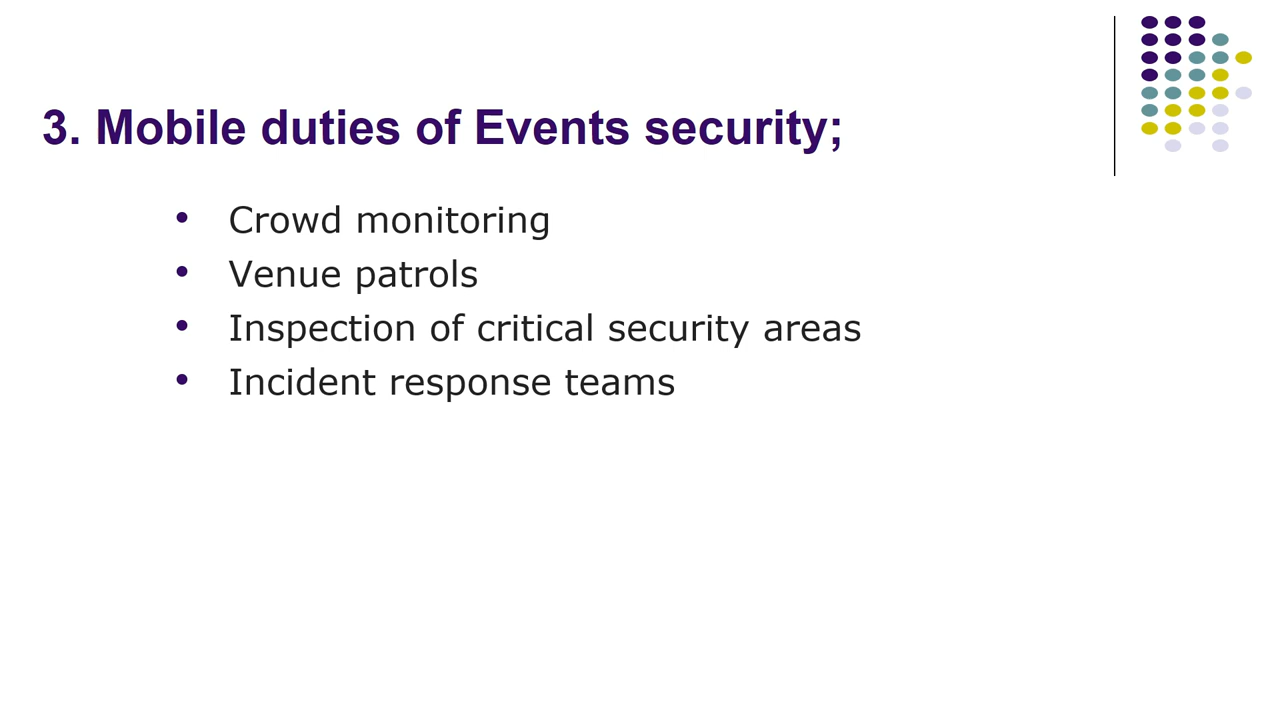 3. Mobile duties of Events security;
• Crowd monitoring
• Venue patrols
• Inspection of critical security areas
• Incident response teams